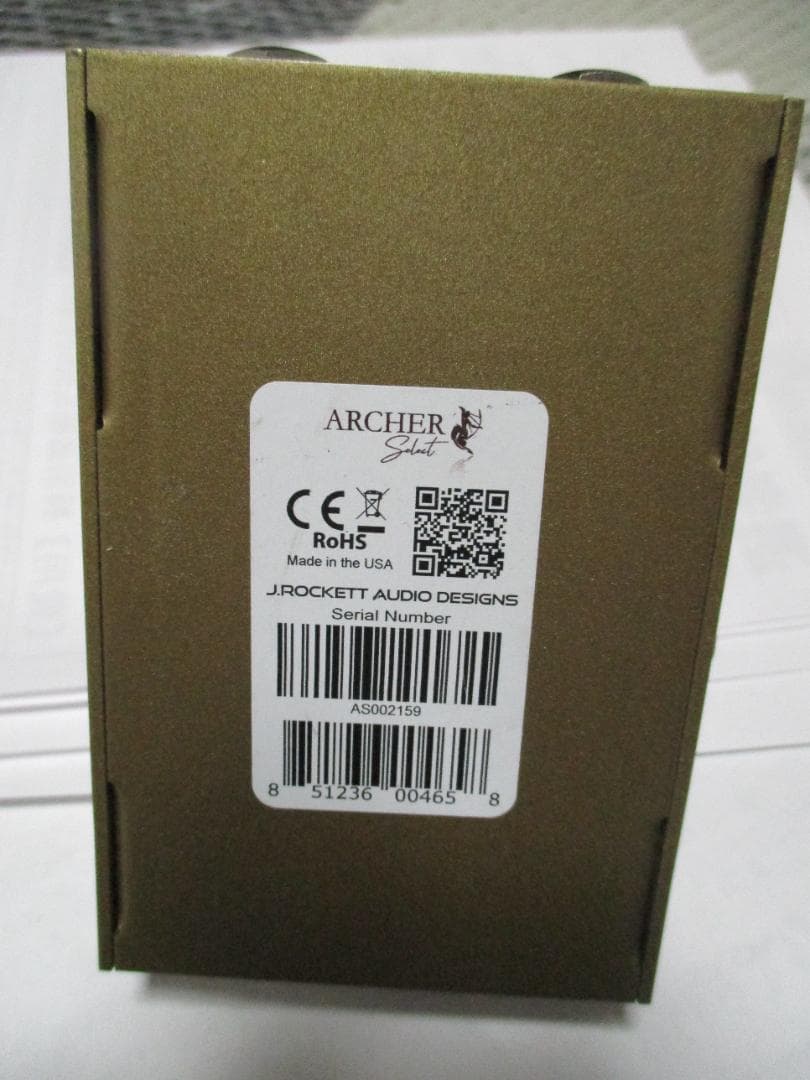 ARCHER
Select
CE
RoHS
Made in the USA
J.ROCKETT AUDIO DESIGNS
Serial Number
AS002159
8 51236 00465 8